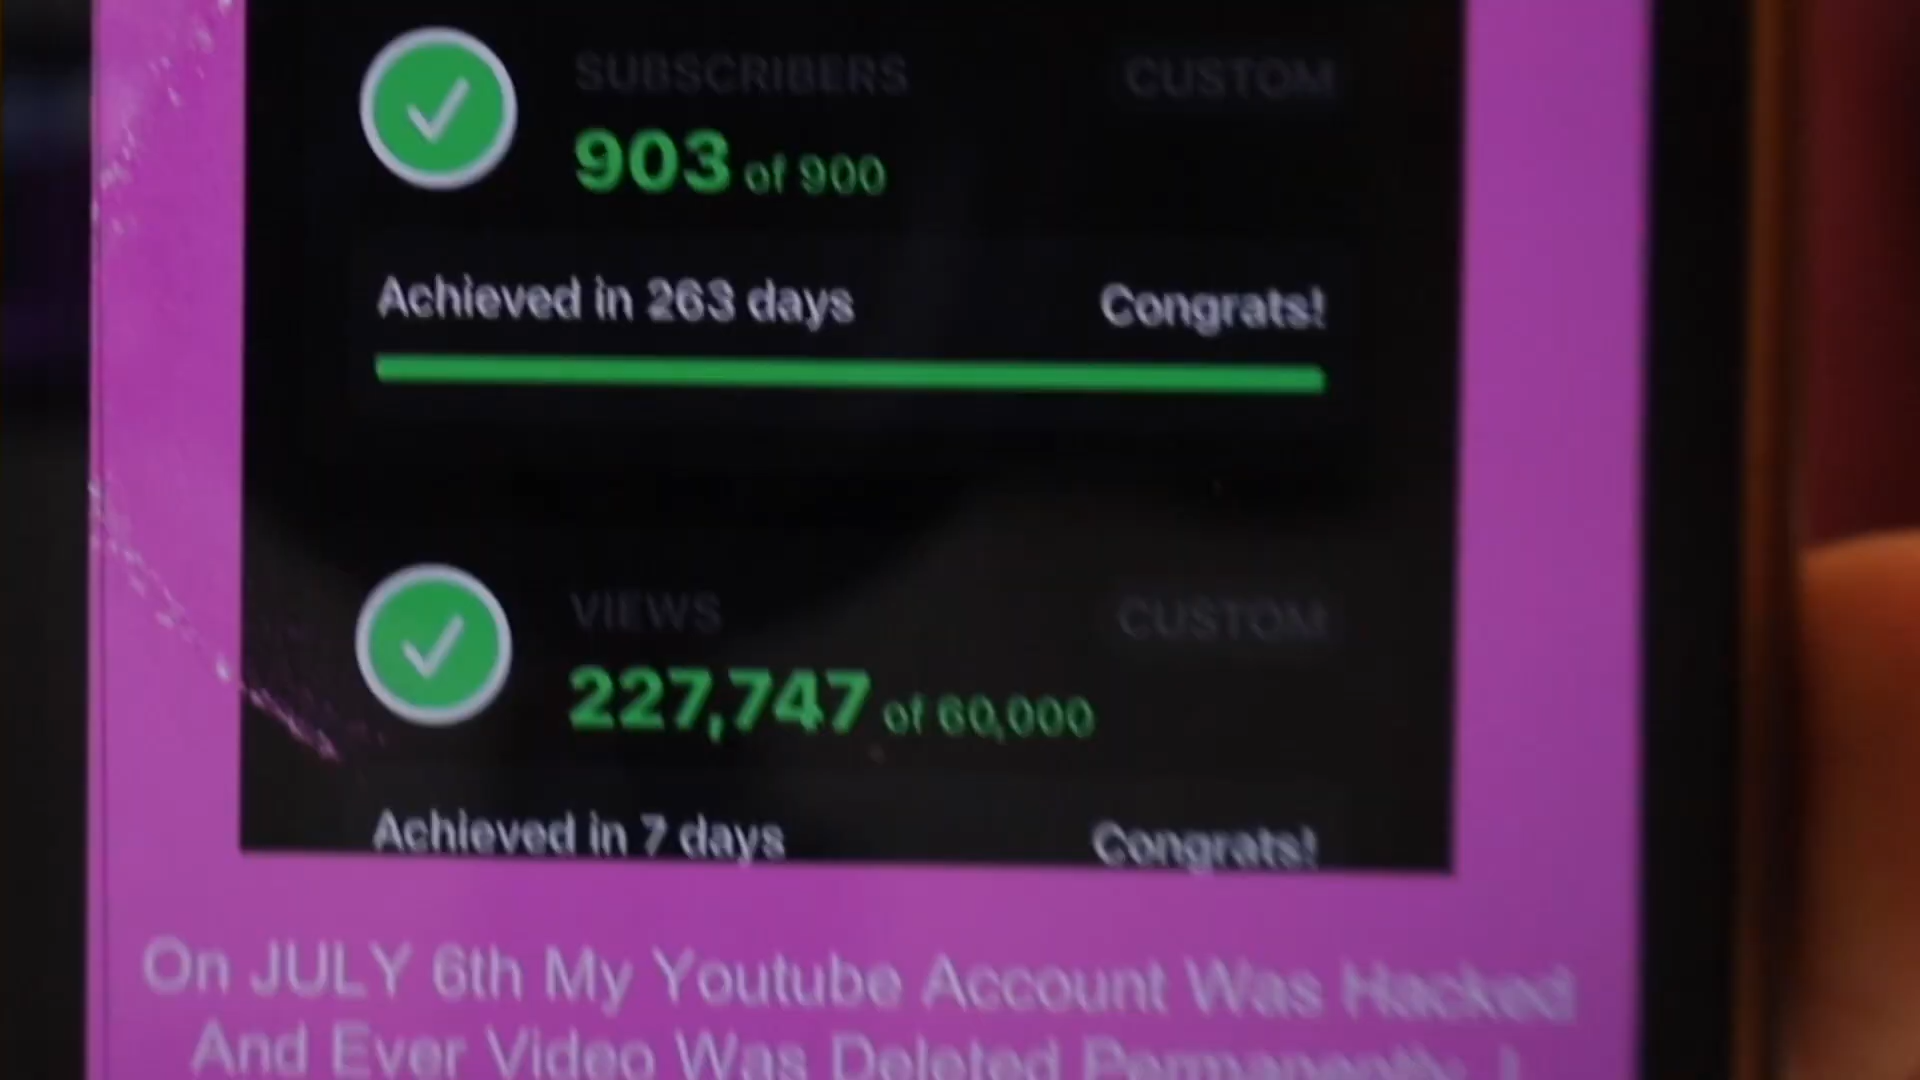 SUBSCRIBERS CUSTOM
903 of 900
Achieved in 263 days Congrats!
VIEWS CUSTOM
227,747 of 60,000
Achieved in 7 days Congrats!
On JULY 6th My Youtube Account Was Hacked
And Ever Video Was Deleted Permanently. I